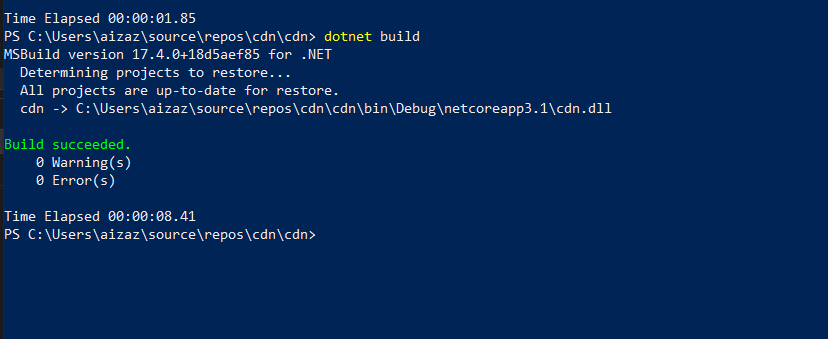 Time Elapsed 00:00:01.85
PS C:\Users\aizaz\source\repos\cdn\cdn> dotnet build
MSBuild version 17.4.0+18d5aef85 for .NET
  Determining projects to restore...
  All projects are up-to-date for restore.
  cdn -> C:\Users\aizaz\source\repos\cdn\cdn\bin\Debug\netcoreapp3.1\cdn.dll

Build succeeded.
    0 Warning(s)
    0 Error(s)

Time Elapsed 00:00:08.41
PS C:\Users\aizaz\source\repos\cdn\cdn>